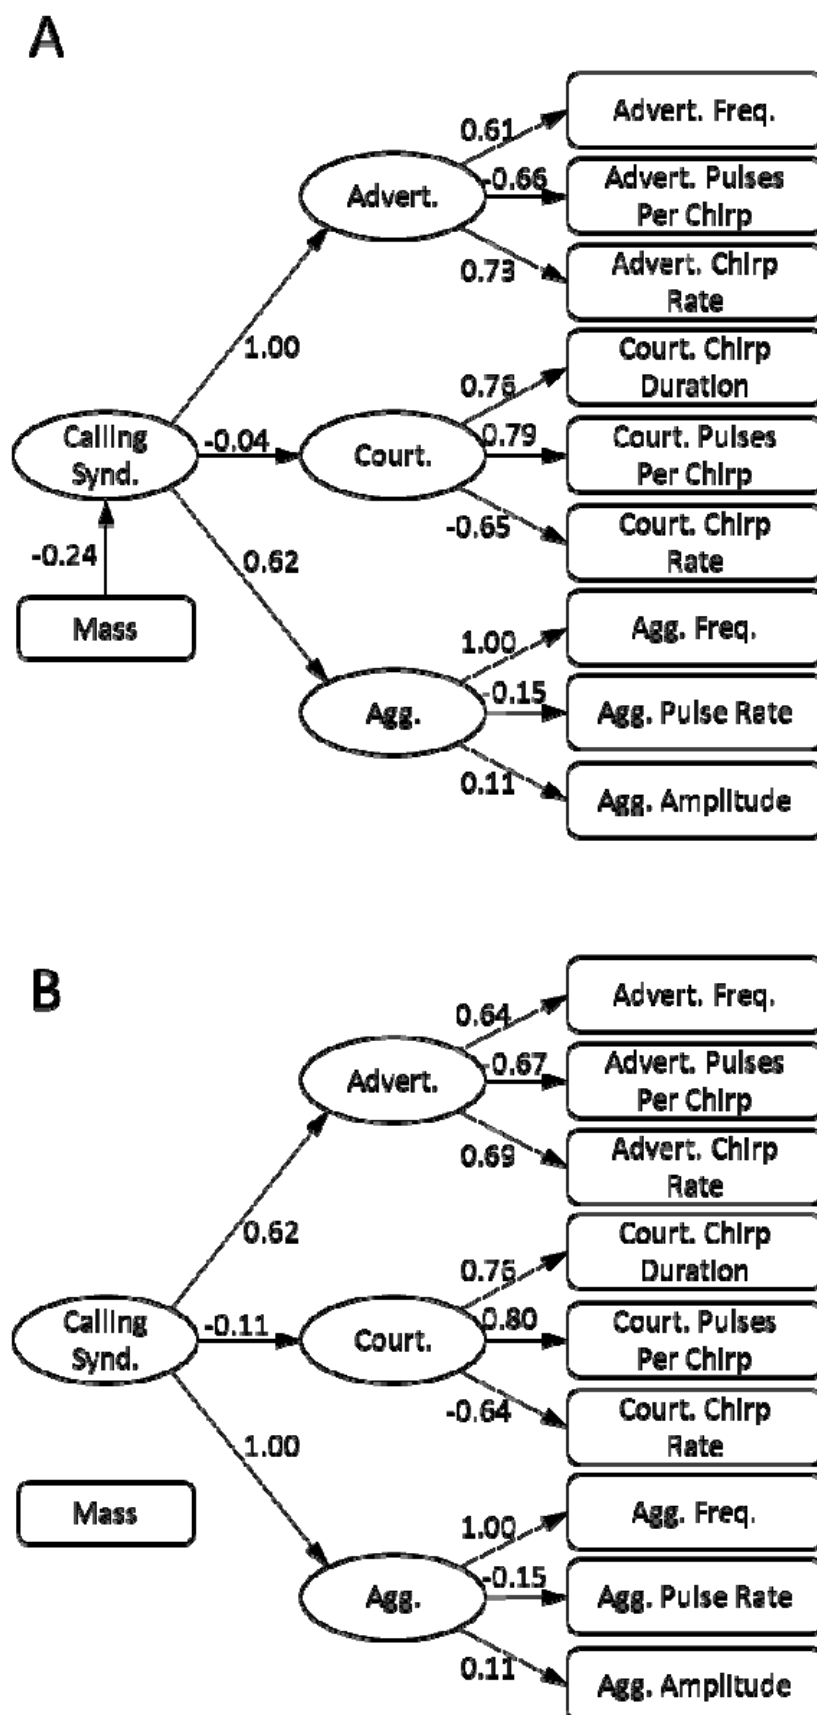 A
Advert. Freq.
0.61
Advert.
-0.66
Advert. Pulses
Per Chirp
0.73
Advert. Chirp
Rate
1.00
Court. Chirp
Duration
0.76
Calling
Synd.
-0.04
Court.
0.79
Court. Pulses
Per Chirp
-0.65
Court. Chirp
Rate
-0.24
0.62
Mass
1.00
Agg. Freq.
Agg.
-0.15
Agg. Pulse Rate
0.11
Agg. Amplitude
B
Advert. Freq.
0.64
Advert.
-0.67
Advert. Pulses
Per Chirp
0.69
Advert. Chirp
Rate
0.62
Court. Chirp
Duration
0.76
Calling
Synd.
-0.11
Court.
0.80
Court. Pulses
Per Chirp
-0.64
Court. Chirp
Rate
1.00
Mass
1.00
Agg. Freq.
Agg.
-0.15
Agg. Pulse Rate
0.11
Agg. Amplitude